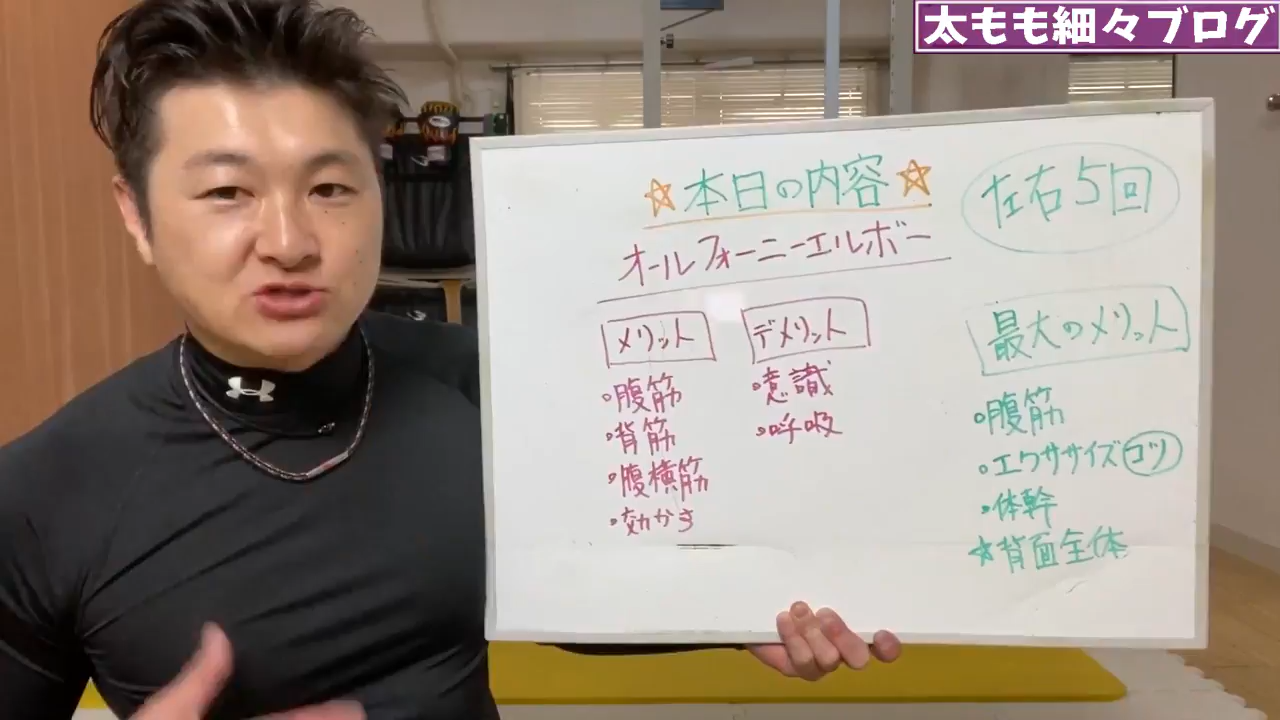 太もも細々ブログ
☆本日の内容☆
左右5回
オールフォーニーエルボー
メリット
・腹筋
・背筋
・腹横筋
・効かき
デメリット
・意識
・呼吸
最大のメリット
・腹筋
・エクササイズコツ
・体幹
☆背面全体